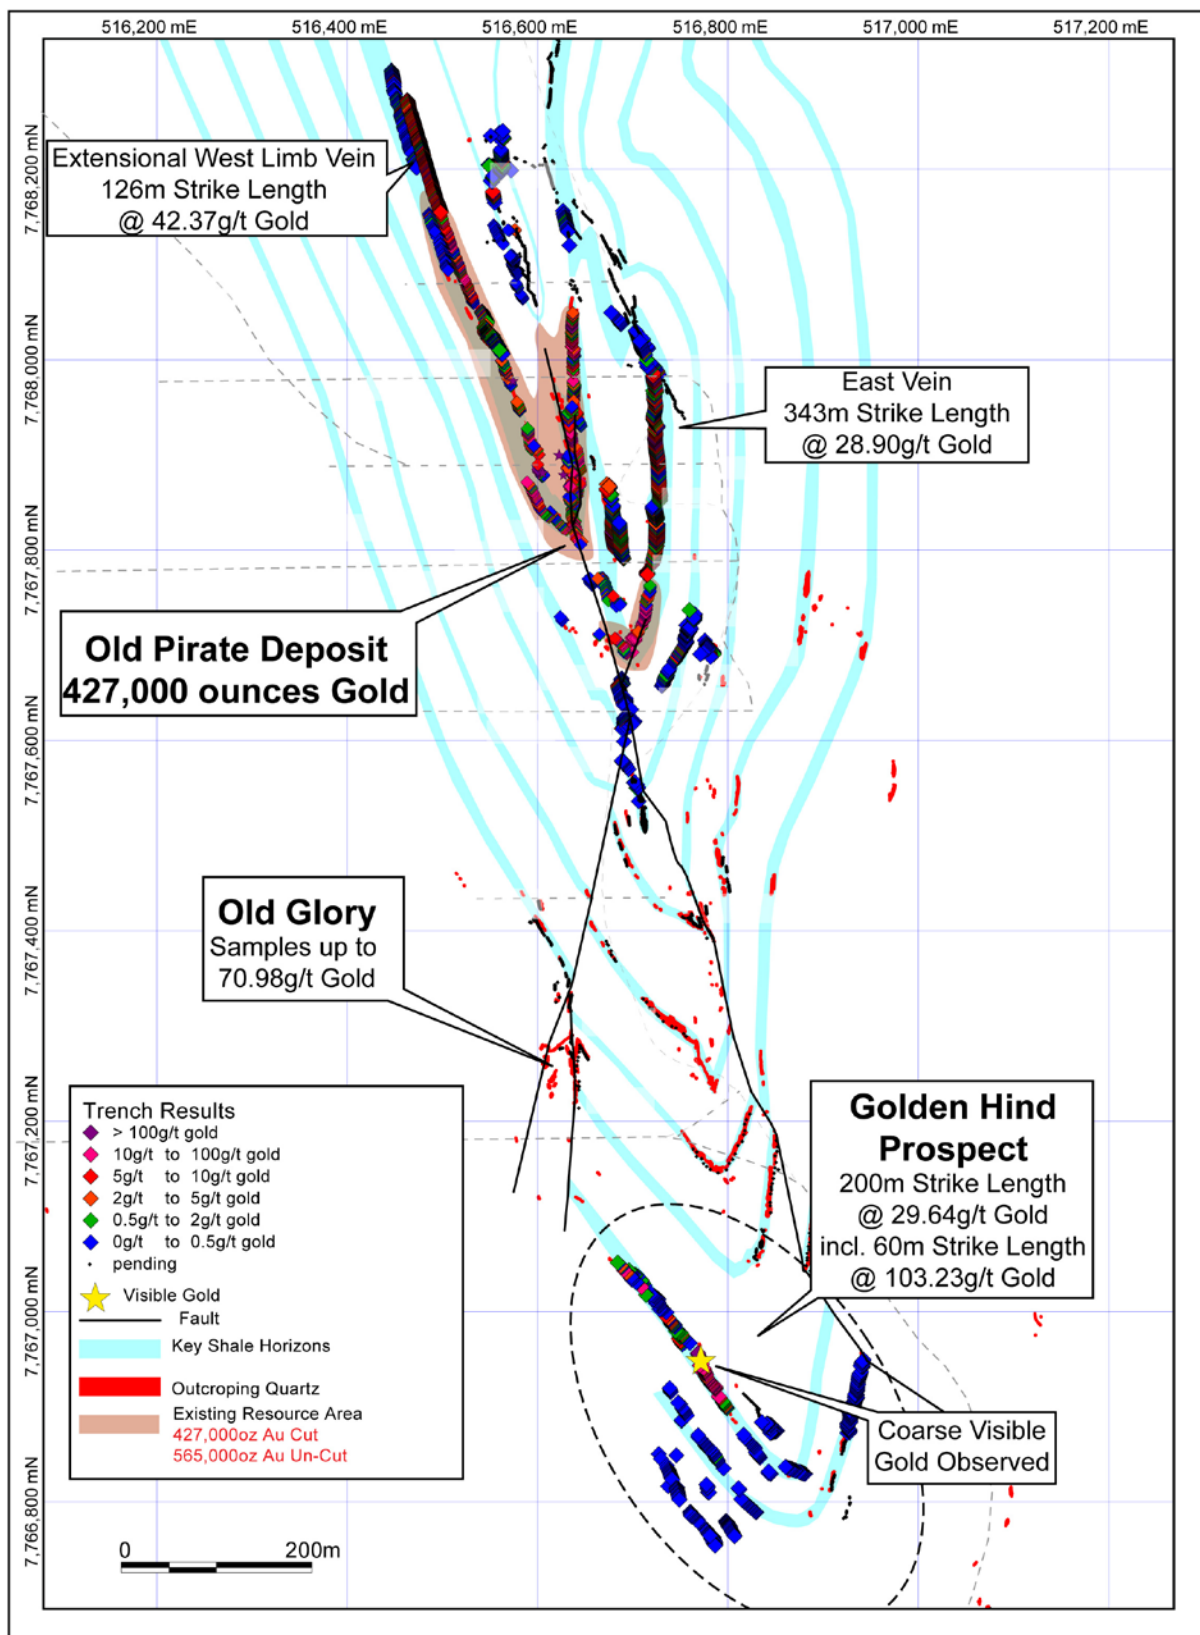 516,200 mE
516,400 mE
516,600 mE
516,800 mE
517,000 mE
517,200 mE
7,768,200 mN
7,768,000 mN
7,767,800 mN
7,767,600 mN
7,767,400 mN
7,767,200 mN
7,767,000 mN
7,766,800 mN
Extensional West Limb Vein
126m Strike Length
@ 42.37g/t Gold
East Vein
343m Strike Length
@ 28.90g/t Gold
Old Pirate Deposit
427,000 ounces Gold
Old Glory
Samples up to
70.98g/t Gold
Golden Hind
Prospect
200m Strike Length
@ 29.64g/t Gold
incl. 60m Strike Length
@ 103.23g/t Gold
Coarse Visible
Gold Observed
Trench Results
> 100g/t gold
10g/t to 100g/t gold
5g/t to 10g/t gold
2g/t to 5g/t gold
0.5g/t to 2g/t gold
0g/t to 0.5g/t gold
pending
Visible Gold
Fault
Key Shale Horizons
Outcroping Quartz
Existing Resource Area
427,000oz Au Cut
565,000oz Au Un-Cut
0 200m